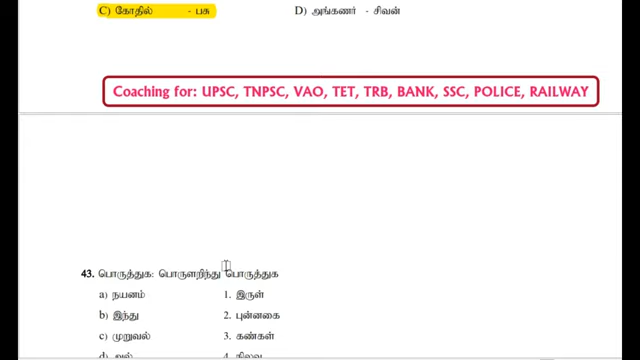 C) கோதில் - பசு D) அங்கணர் - சிவன்
Coaching for: UPSC, TNPSC, VAO, TET, TRB, BANK, SSC, POLICE, RAILWAY
43. பொருத்துக: பொருளறிந்து பொருத்துக
a) நயனம் 1. இருள்
b) இந்து 2. புன்னகை
c) முறுவல் 3. கண்கள்
d) அல் 4. நிலவு